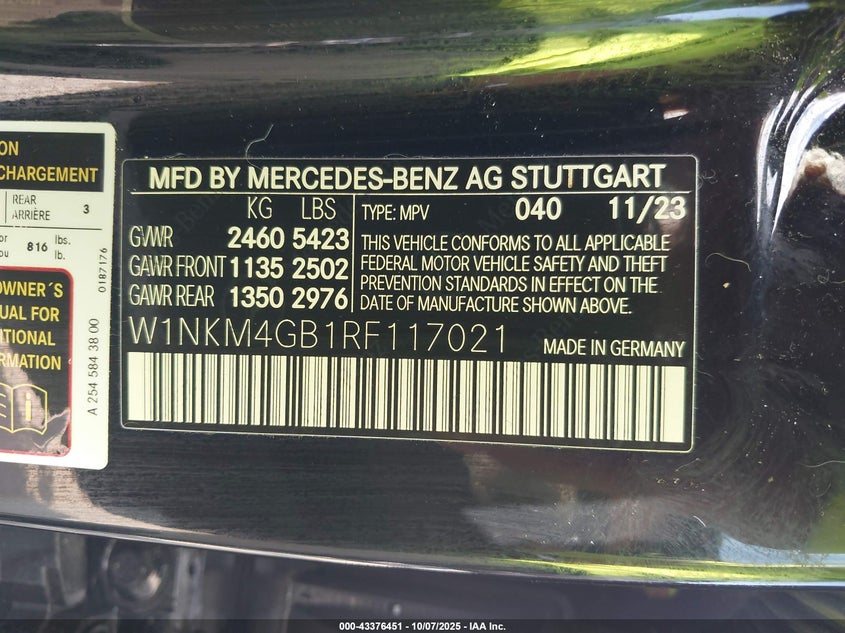 ON
CHARGEMENT
REAR
ARRIÈRE 3
or
ou 816 lbs.
lb.
OWNER´S
UAL FOR
ITIONAL
RMATION
A 254 584 38 00
0187176
MFD BY MERCEDES-BENZ AG STUTTGART
KG LBS
TYPE: MPV 040 11/23
GVWR 2460 5423
GAWR FRONT 1135 2502
GAWR REAR 1350 2976
THIS VEHICLE CONFORMS TO ALL APPLICABLE
FEDERAL MOTOR VEHICLE SAFETY AND THEFT
PREVENTION STANDARDS IN EFFECT ON THE
DATE OF MANUFACTURE SHOWN ABOVE.
W1NKM4GB1RF117021
MADE IN GERMANY
000-43376451 - 10/07/2025 - IAA Inc.